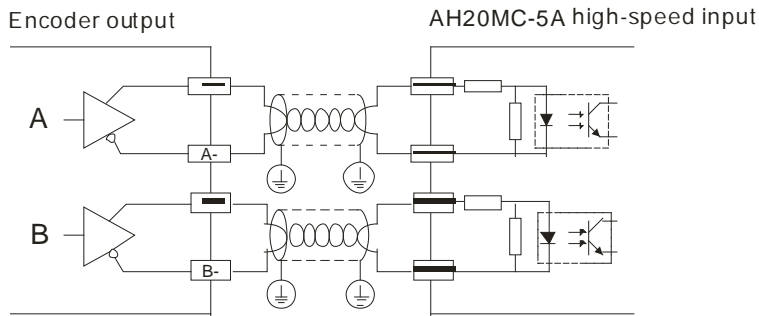 Encoder output
AH20MC-5A high-speed input
A
A-
B
B-